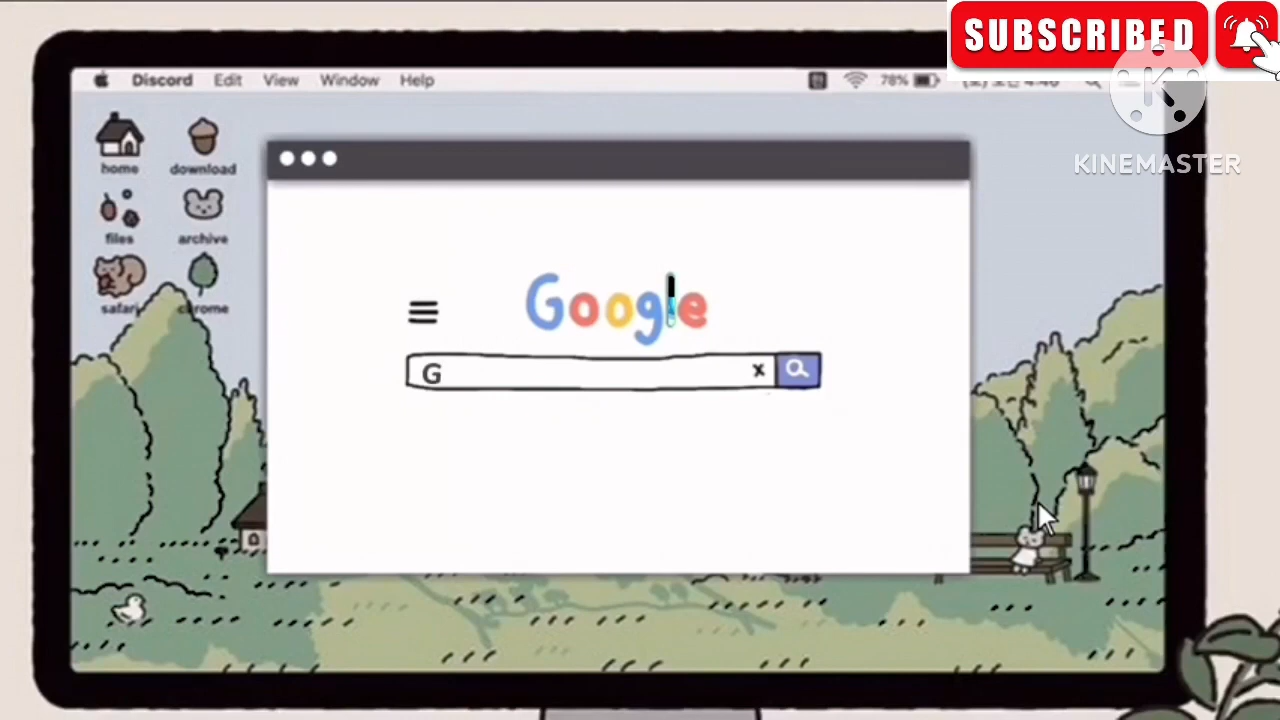 SUBSCRIBED
Discord Edit View Window Help
78%
KINEMASTER
home download
files archive
safari chrome
Google
G
x